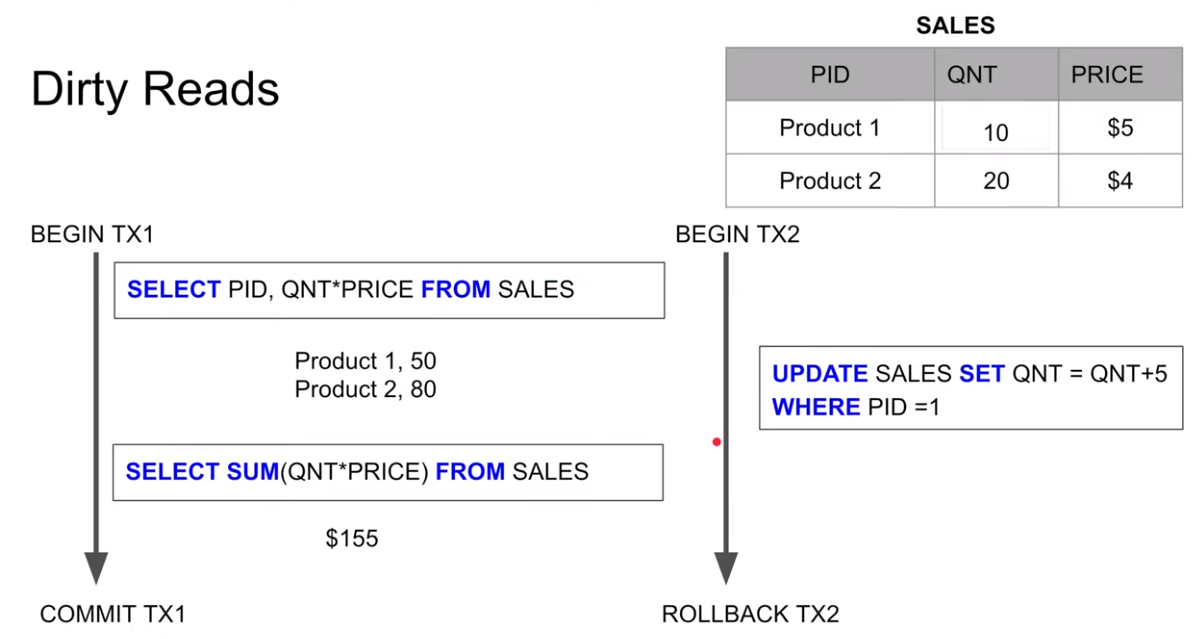 SALES
Dirty Reads
PID QNT PRICE
Product 1 10 $5
Product 2 20 $4
BEGIN TX1
SELECT PID, QNT*PRICE FROM SALES
Product 1, 50
Product 2, 80
SELECT SUM(QNT*PRICE) FROM SALES
$155
COMMIT TX1
BEGIN TX2
UPDATE SALES SET QNT = QNT+5
WHERE PID =1
ROLLBACK TX2